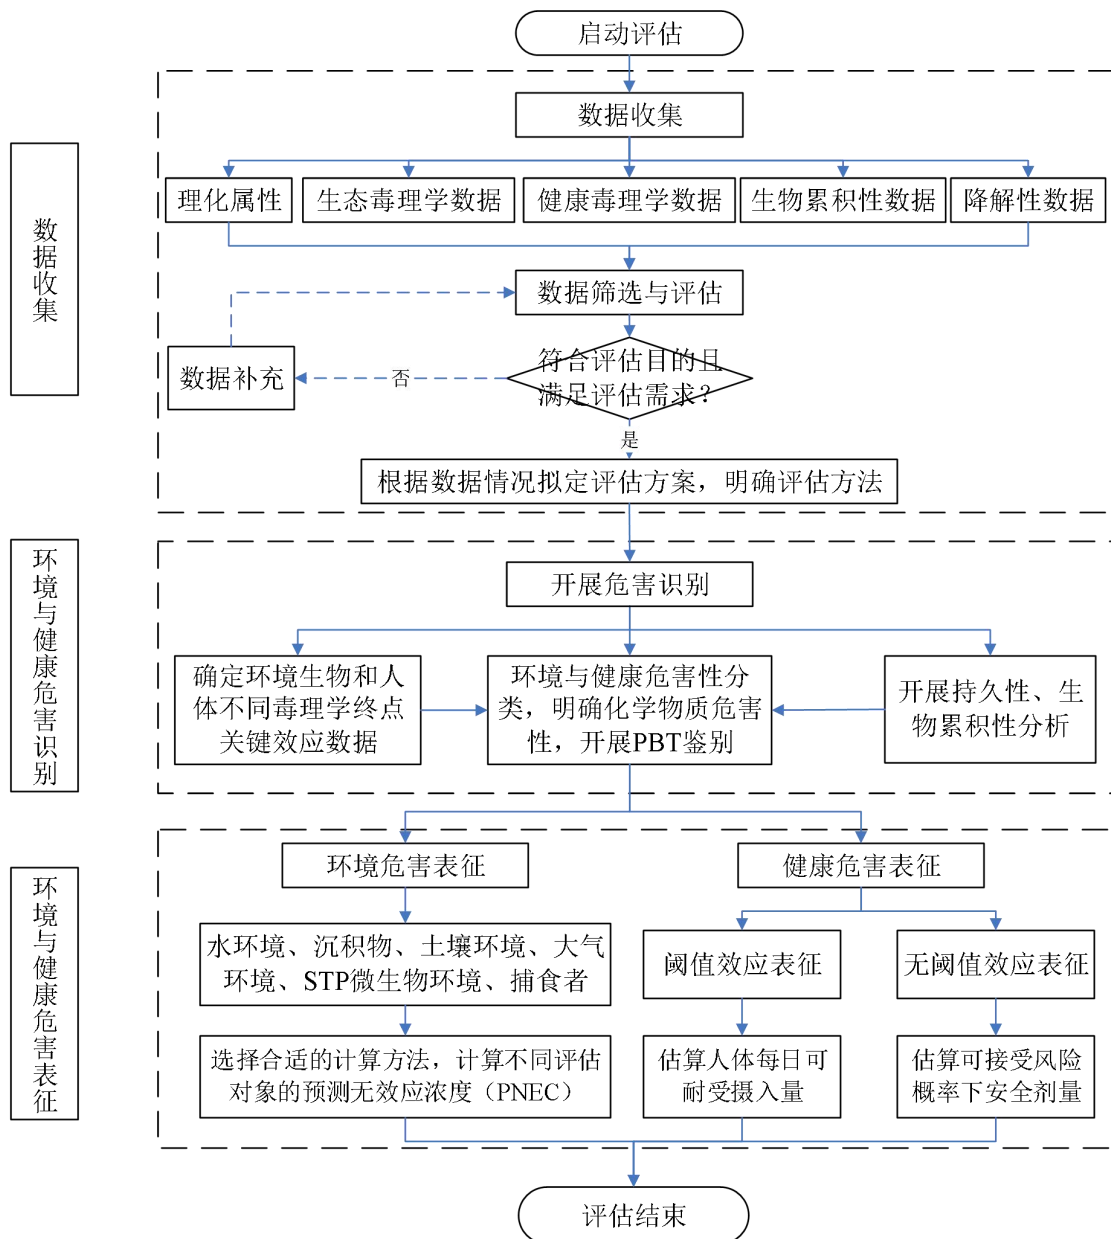 启动评估
数据收集
数据收集
理化属性
生态毒理学数据
健康毒理学数据
生物累积性数据
降解性数据
数据筛选与评估
符合评估目的且
满足评估需求？
否
数据补充
是
根据数据情况拟定评估方案，明确评估方法
环境与健康危害识别
开展危害识别
确定环境生物和人
体不同毒理学终点
关键效应数据
环境与健康危害性分
类，明确化学物质危害
性，开展PBT鉴别
开展持久性、生
物累积性分析
环境与健康危害表征
环境危害表征
健康危害表征
水环境、沉积物、土壤环境、大气
环境、STP微生物环境、捕食者
阈值效应表征
无阈值效应表征
选择合适的计算方法，计算不同评估
对象的预测无效应浓度（PNEC）
估算人体每日可
耐受摄入量
估算可接受风险
概率下安全剂量
评估结束